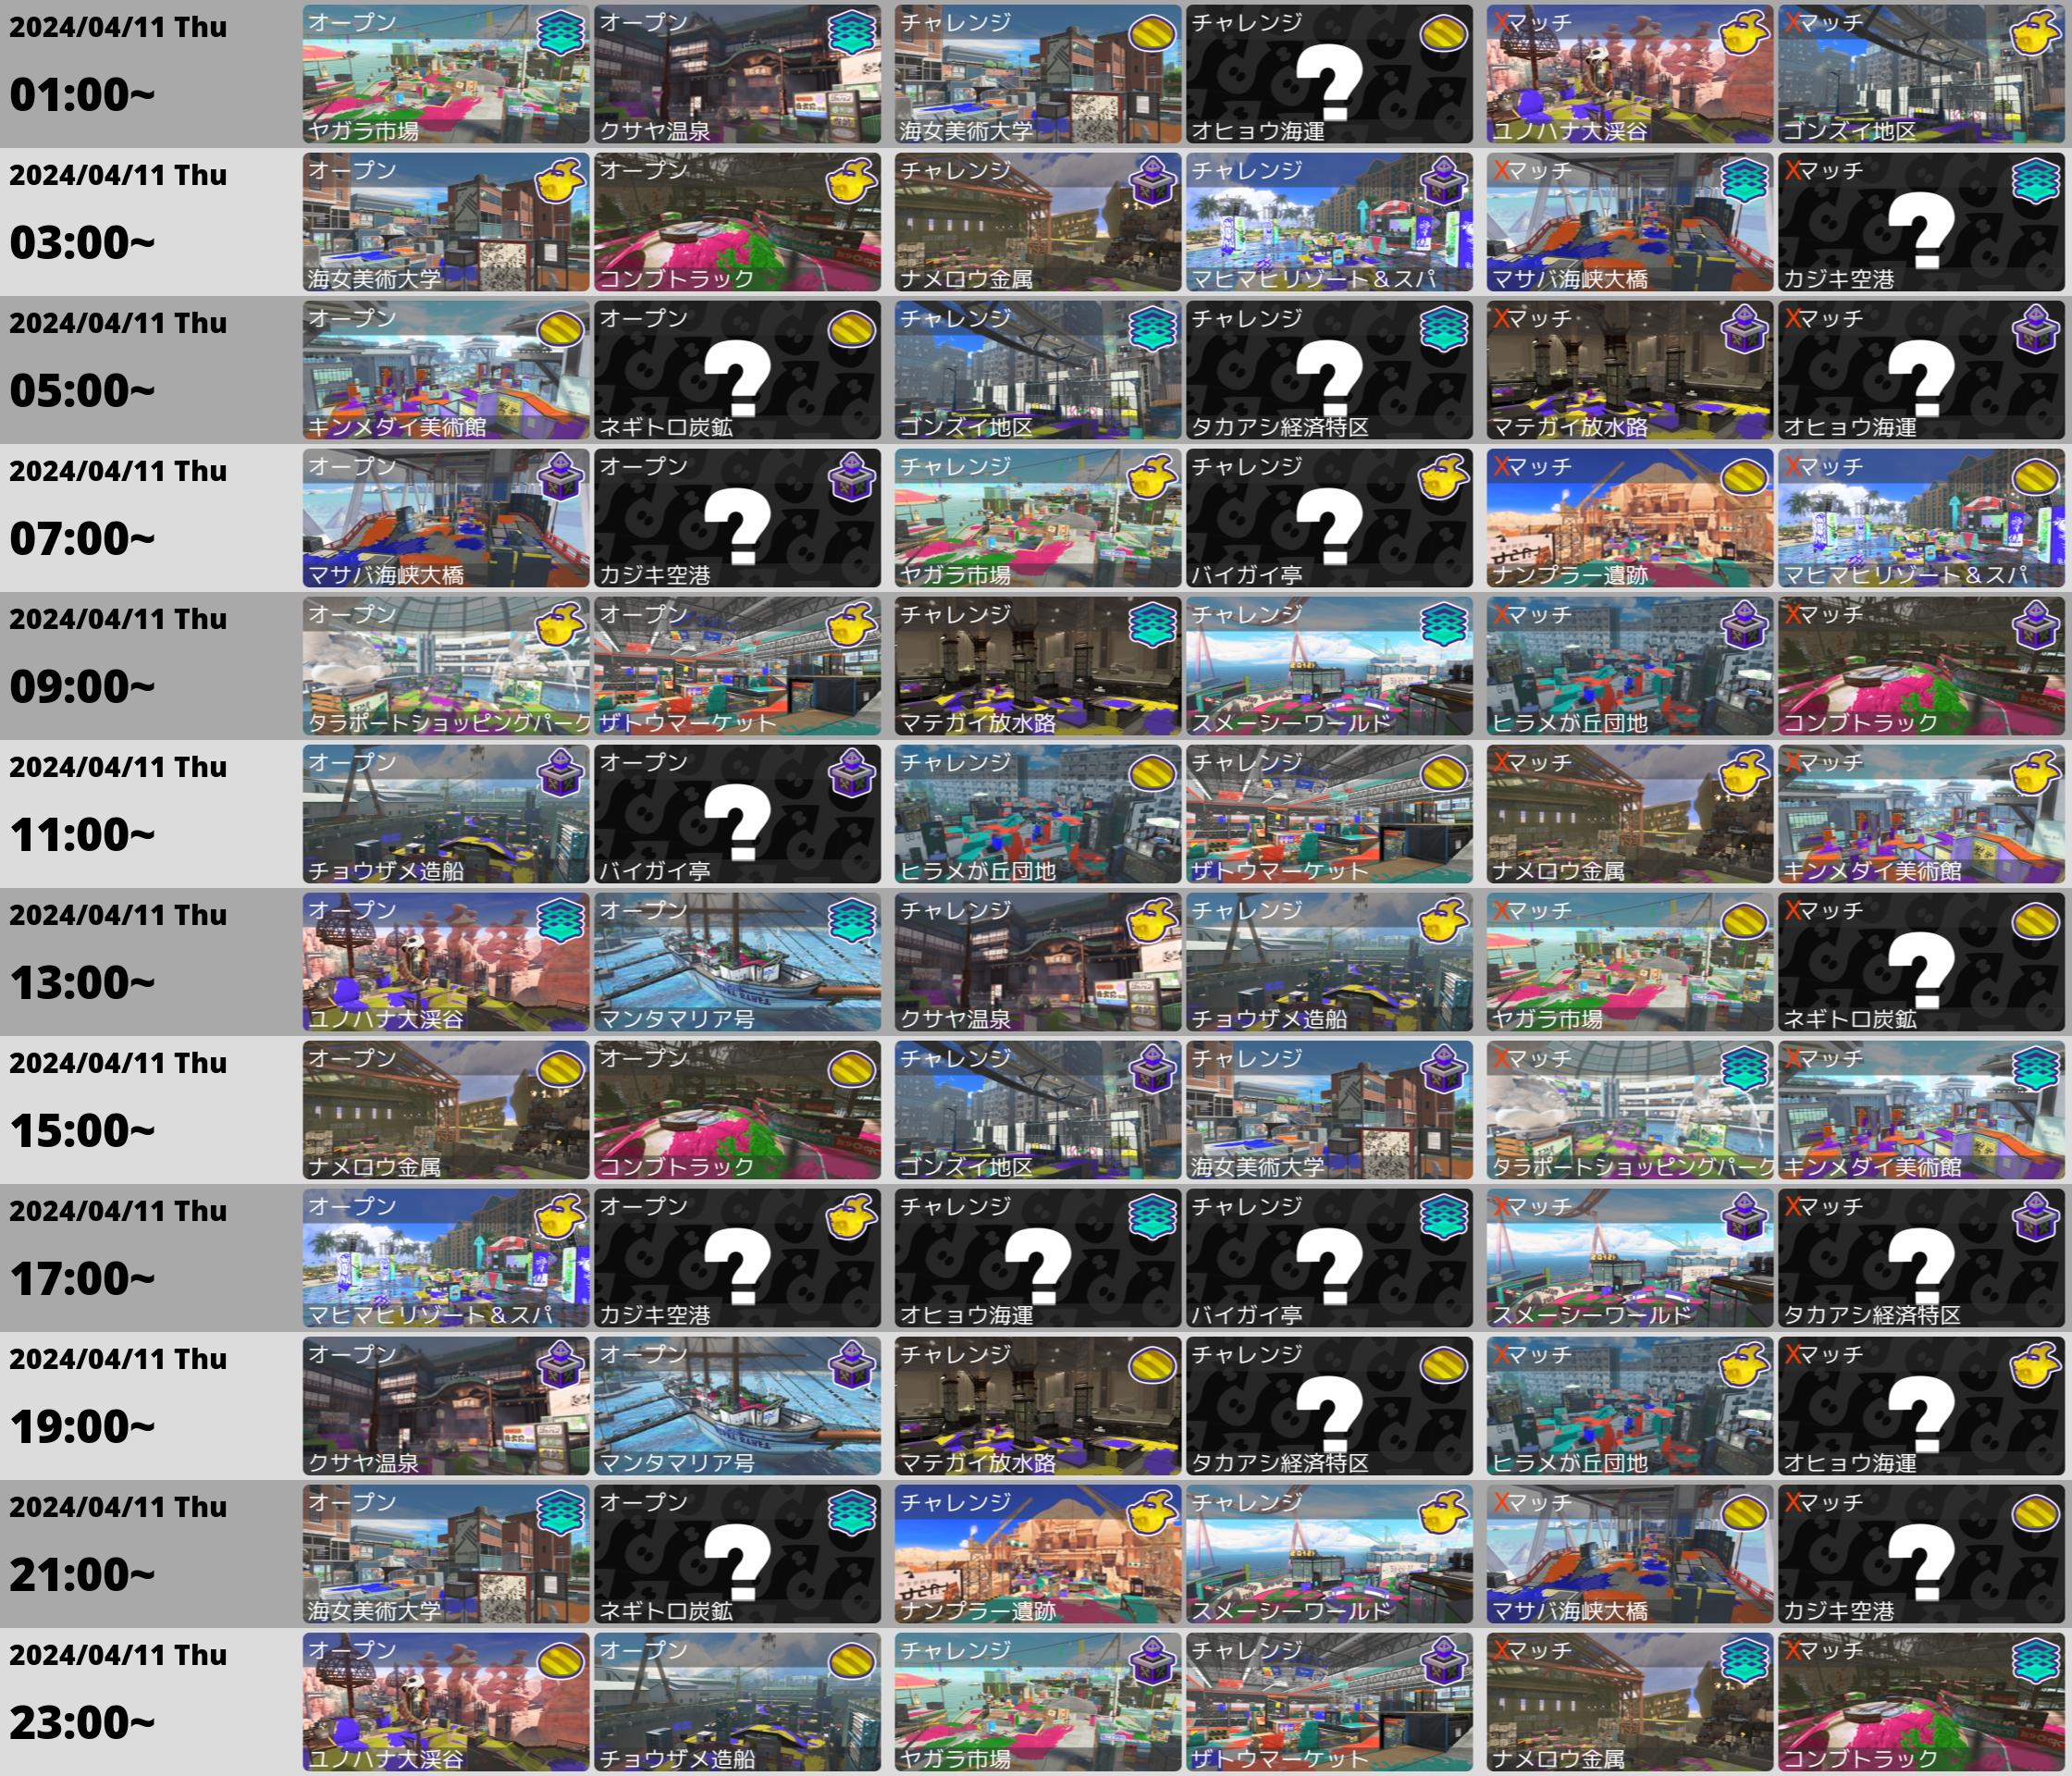 2024/04/11 Thu
01:00~
オープン
ヤガラ市場
オープン
クサヤ温泉
チャレンジ
海女美術大学
チャレンジ
オヒョウ海運
Xマッチ
ユノハナ大渓谷
Xマッチ
ゴンズイ地区
2024/04/11 Thu
03:00~
オープン
海女美術大学
オープン
コンブトラック
チャレンジ
ナメロウ金属
チャレンジ
マヒマヒリゾート&スパ
Xマッチ
マサバ海峡大橋
Xマッチ
カジキ空港
2024/04/11 Thu
05:00~
オープン
キンメダイ美術館
オープン
ネギトロ炭鉱
チャレンジ
ゴンズイ地区
チャレンジ
タカアシ経済特区
Xマッチ
マテガイ放水路
Xマッチ
オヒョウ海運
2024/04/11 Thu
07:00~
オープン
マサバ海峡大橋
オープン
カジキ空港
チャレンジ
ヤガラ市場
チャレンジ
バイガイ亭
Xマッチ
ナンプラー遺跡
Xマッチ
マヒマヒリゾート&スパ
2024/04/11 Thu
09:00~
オープン
タラポートショッピングパーク
オープン
ザトウマーケット
チャレンジ
マテガイ放水路
チャレンジ
スメーシーワールド
Xマッチ
ヒラメが丘団地
Xマッチ
コンブトラック
2024/04/11 Thu
11:00~
オープン
チョウザメ造船
オープン
バイガイ亭
チャレンジ
ヒラメが丘団地
チャレンジ
ザトウマーケット
Xマッチ
ナメロウ金属
Xマッチ
キンメダイ美術館
2024/04/11 Thu
13:00~
オープン
ユノハナ大渓谷
オープン
マンタマリア号
チャレンジ
クサヤ温泉
チャレンジ
チョウザメ造船
Xマッチ
ヤガラ市場
Xマッチ
ネギトロ炭鉱
2024/04/11 Thu
15:00~
オープン
ナメロウ金属
オープン
コンブトラック
チャレンジ
ゴンズイ地区
チャレンジ
海女美術大学
Xマッチ
タラポートショッピングパーク
Xマッチ
キンメダイ美術館
2024/04/11 Thu
17:00~
オープン
マヒマヒリゾート&スパ
オープン
カジキ空港
チャレンジ
オヒョウ海運
チャレンジ
バイガイ亭
Xマッチ
スメーシーワールド
Xマッチ
タカアシ経済特区
2024/04/11 Thu
19:00~
オープン
クサヤ温泉
オープン
マンタマリア号
チャレンジ
マテガイ放水路
チャレンジ
タカアシ経済特区
Xマッチ
ヒラメが丘団地
Xマッチ
オヒョウ海運
2024/04/11 Thu
21:00~
オープン
海女美術大学
オープン
ネギトロ炭鉱
チャレンジ
ナンプラー遺跡
チャレンジ
スメーシーワールド
Xマッチ
マサバ海峡大橋
Xマッチ
カジキ空港
2024/04/11 Thu
23:00~
オープン
ユノハナ大渓谷
オープン
チョウザメ造船
チャレンジ
ヤガラ市場
チャレンジ
ザトウマーケット
Xマッチ
ナメロウ金属
Xマッチ
コンブトラック